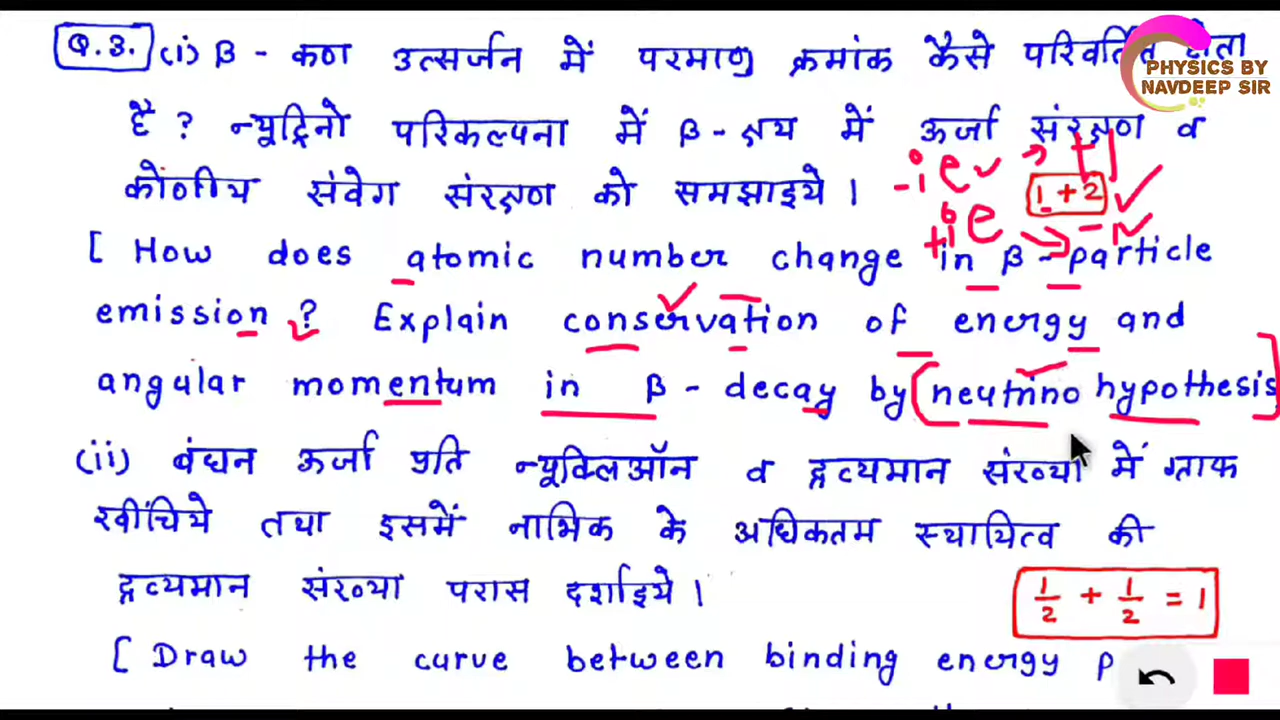 Q.3. (i) β - कण उत्सर्जन में परमाणु क्रमांक कैसे परिवर्तित होता
PHYSICS BY
NAVDEEP SIR
है ? न्यूट्रिनो परिकल्पना में β - क्षय में ऊर्जा संरक्षण व
कोणीय संवेग संरक्षण को समझाइये ।
-1e0
1 + 2
+1e0
[ How does atomic number change in β - particle
emission ? Explain conservation of energy and
angular momentum in β - decay by (neutrino hypothesis]
(ii) बंधन ऊर्जा प्रति न्यूक्लिऑन व द्रव्यमान संख्या में ग्राफ
खींचिये तथा इसमें नाभिक के अधिकतम स्थायित्व की
द्रव्यमान संख्या परास दर्शाइये ।
1/2 + 1/2 = 1
[ Draw the curve between binding energy p